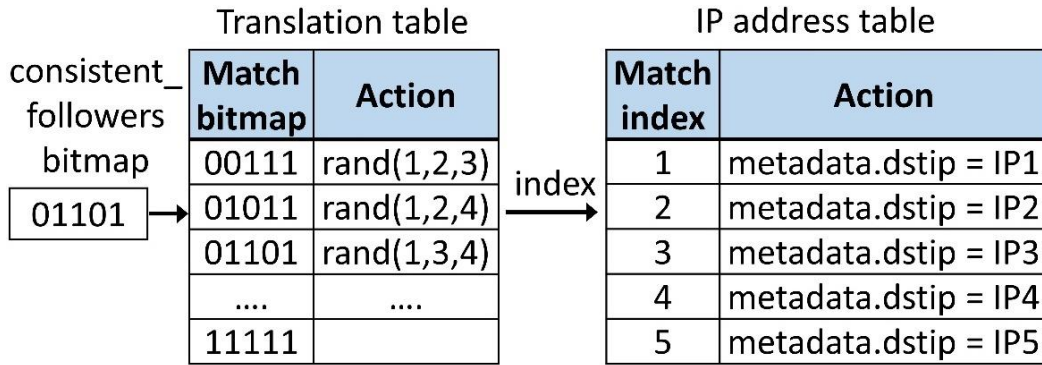 Translation table
IP address table
consistent_
followers
bitmap
01101
Match
bitmap
Action
00111 rand(1,2,3)
01011 rand(1,2,4)
01101 rand(1,3,4)
.... ....
11111
index
Match
index
Action
1 metadata.dstip = IP1
2 metadata.dstip = IP2
3 metadata.dstip = IP3
4 metadata.dstip = IP4
5 metadata.dstip = IP5